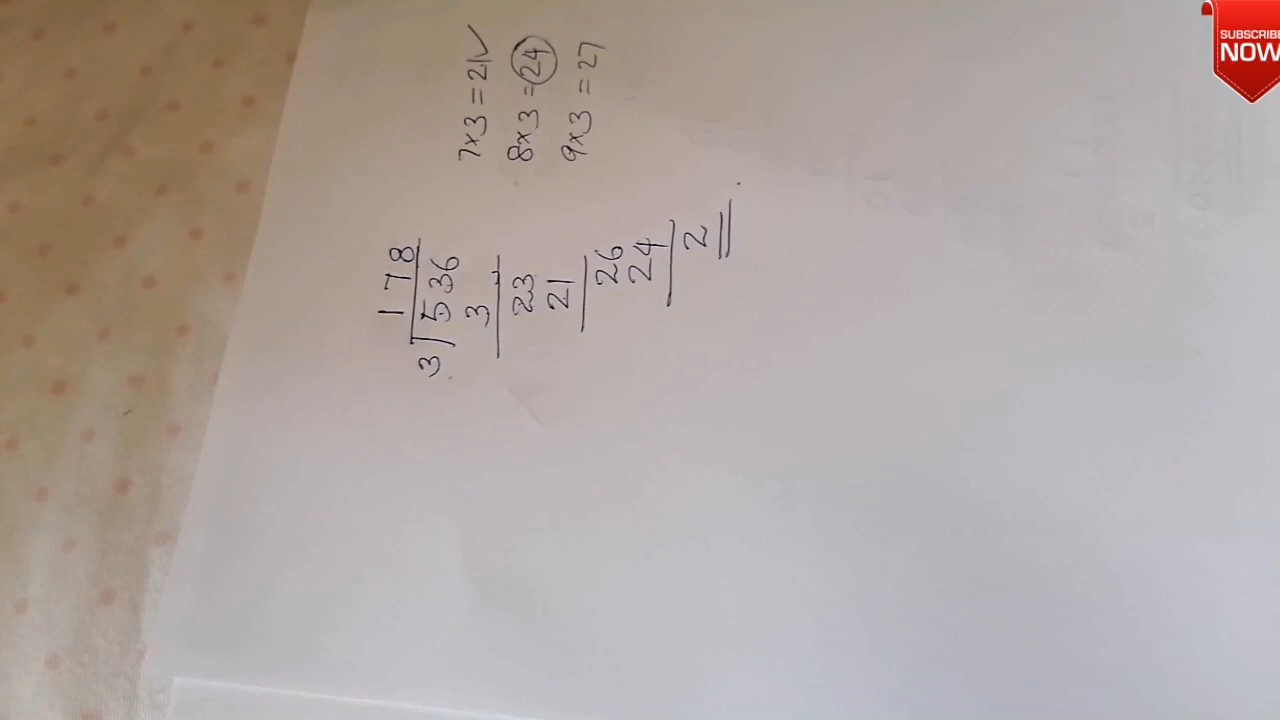 178
3 536
3
23
21
26
24
2
7×3 = 21✓
8×3 = 24
9×3 = 27
SUBSCRIBE
NOW